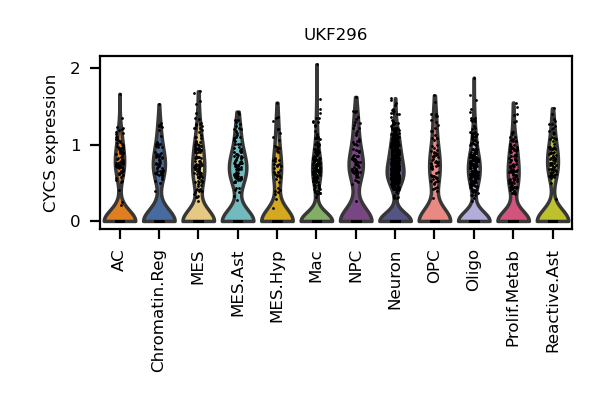 UKF296
CYCS expression
2
1
0
AC
Chromatin.Reg
MES
MES.Ast
MES.Hyp
Mac
NPC
Neuron
OPC
Oligo
Prolif.Metab
Reactive.Ast